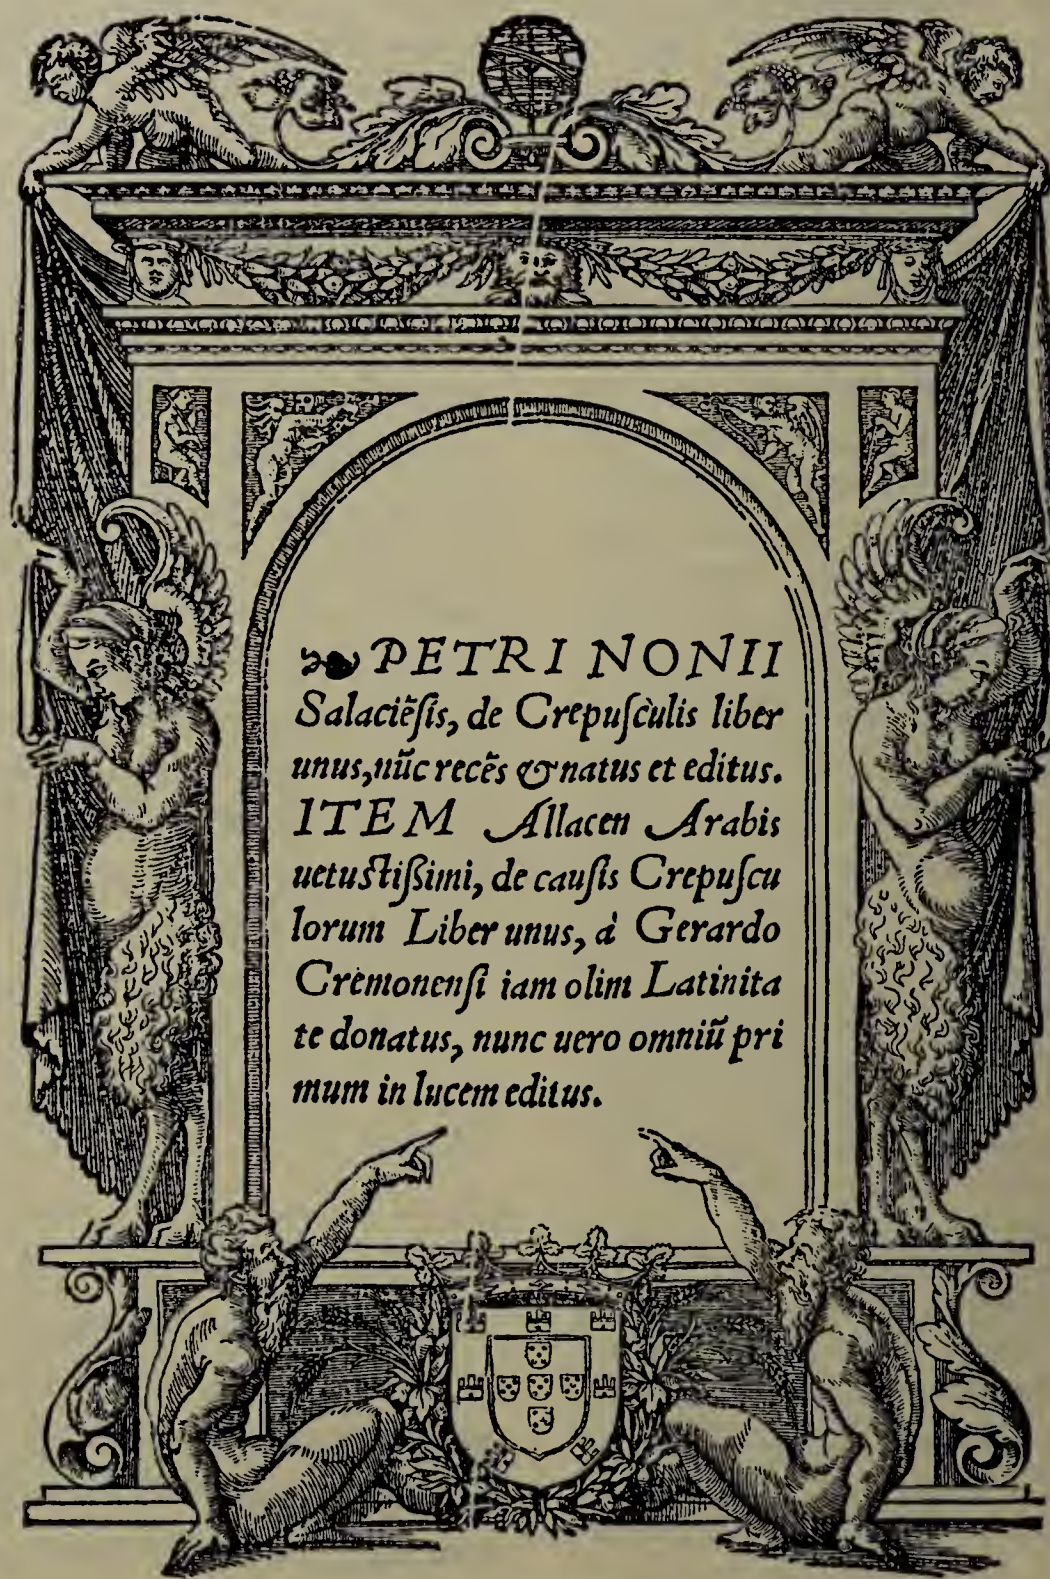 ❧ PETRI NONII
Salaciẽſis, de Crepuſculis liber
unus, nũc recẽs & natus et editus.
ITEM Allacen Arabis
uetuſtiſsimi, de cauſis Crepuſcu
lorum Liber unus, à Gerardo
Cremonenſi iam olim Latinita
te donatus, nunc uero omniũ pri
mum in lucem editus.